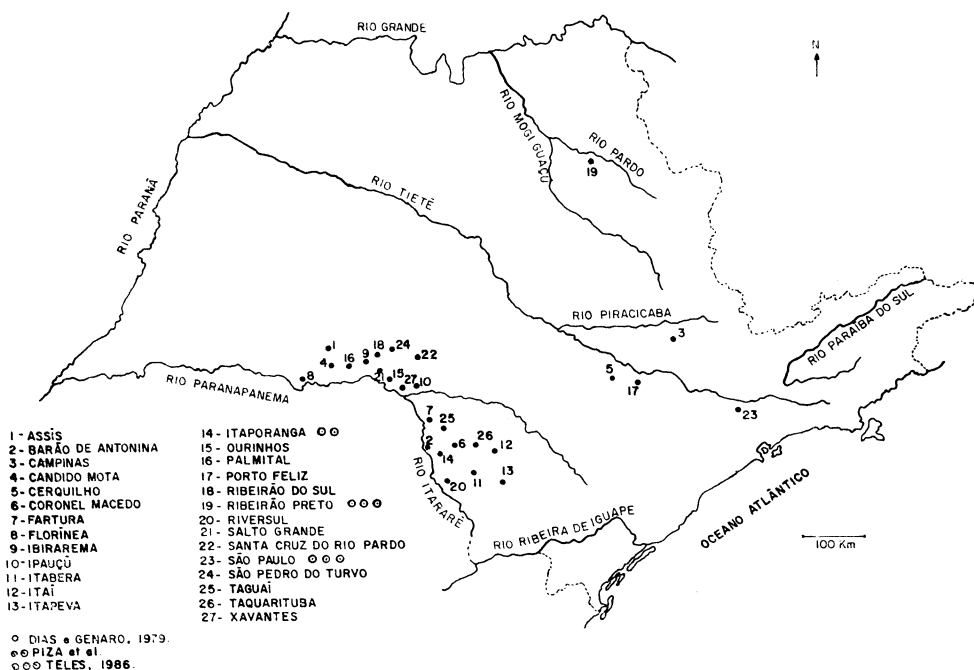 RIO GRANDE
N
RIO MOGI GUAÇÚ
RIO PARDO
19
RIO PARANÁ
RIO TIETÊ
RIO PIRACICABA
3
RIO PARAÍBA DO SUL
1
18
24
9
22
4
16
8
21
15
27
10
RIO PARANAPANEMA
5
17
23
7
25
2
6
26
12
14
11
13
20
RIO ITARARÉ
RIO RIBEIRA DE IGUAPE
OCEANO ATLÂNTICO
100 Km
1 - ASSIS
2 - BARÃO DE ANTONINA
3 - CAMPINAS
4 - CANDIDO MOTA
5 - CERQUILHO
6 - CORONEL MACEDO
7 - FARTURA
8 - FLORÍNEA
9 - IBIRAREMA
10 - IPAUÇÚ
11 - ITABERA
12 - ITAÍ
13 - ITAPEVA
14 - ITAPORANGA
15 - OURINHOS
16 - PALMITAL
17 - PORTO FELIZ
18 - RIBEIRÃO DO SUL
19 - RIBEIRÃO PRETO
20 - RIVERSUL
21 - SALTO GRANDE
22 - SANTA CRUZ DO RIO PARDO
23 - SÃO PAULO
24 - SÃO PEDRO DO TURVO
25 - TAGUAÍ
26 - TAQUARITUBA
27 - XAVANTES
DIAS e GENARO, 1979.
PIZA et al.
TELES, 1986.